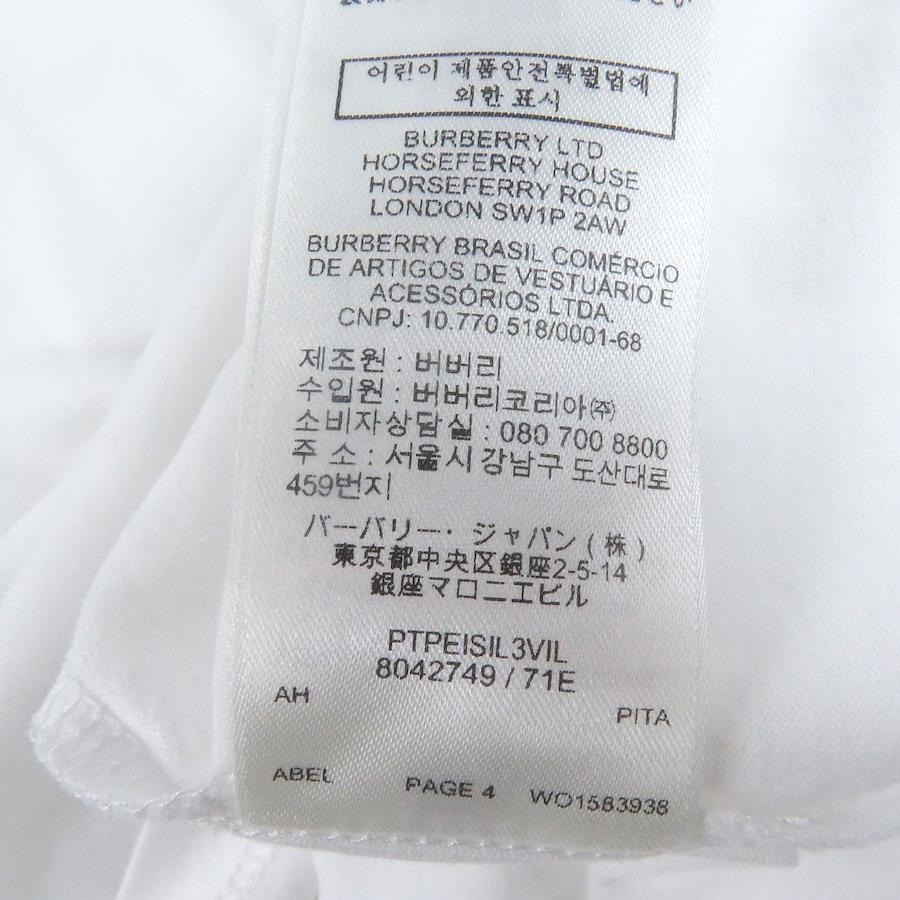 어린이 제품안전특별법에
의한 표시
BURBERRY LTD
HORSEFERRY HOUSE
HORSEFERRY ROAD
LONDON SW1P 2AW
BURBERRY BRASIL COMÉRCIO
DE ARTIGOS DE VESTUÁRIO E
ACESSÓRIOS LTDA.
CNPJ: 10.770.518/0001-68
제조원 : 버버리
수입원 : 버버리코리아㈜
소비자상담실 : 080 700 8800
주 소 : 서울시 강남구 도산대로
459번지
バーバリー・ジャパン(株)
東京都中央区銀座2-5-14
銀座マロニエビル
PTPEISIL3VIL
8042749 / 71E
AH
PITA
ABEL PAGE 4 WO1583938